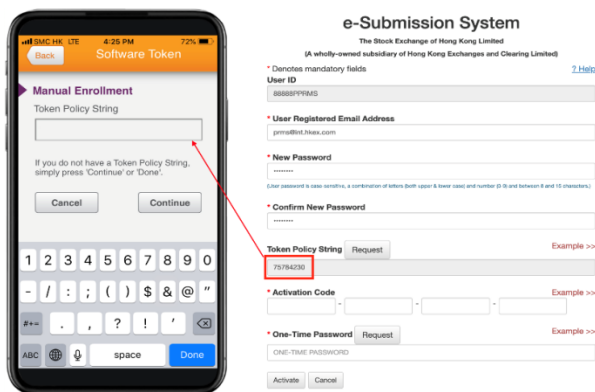 SMC HK LTE 4:25 PM 72%
Back
Software Token
Manual Enrollment
Token Policy String
If you do not have a Token Policy String,
simply press 'Continue' or 'Done'.
Cancel
Continue
1 2 3 4 5 6 7 8 9 0
- / : ; ( ) $ & @ "
#+= . , ? ! '
ABC space Done
e-Submission System
The Stock Exchange of Hong Kong Limited
(A wholly-owned subsidiary of Hong Kong Exchanges and Clearing Limited)
* Denotes mandatory fields
? Help
User ID
88888PPRMS
* User Registered Email Address
prms@int.hkex.com
* New Password
••••••••
(User password is case sensitive, a combination of letters (both upper & lower case) and number (0-9) and between 8 and 15 characters.)
* Confirm New Password
••••••••
Token Policy String Request Example >>
75784230
* Activation Code Example >>
- - -
* One-Time Password Request Example >>
ONE-TIME PASSWORD
Activate Cancel